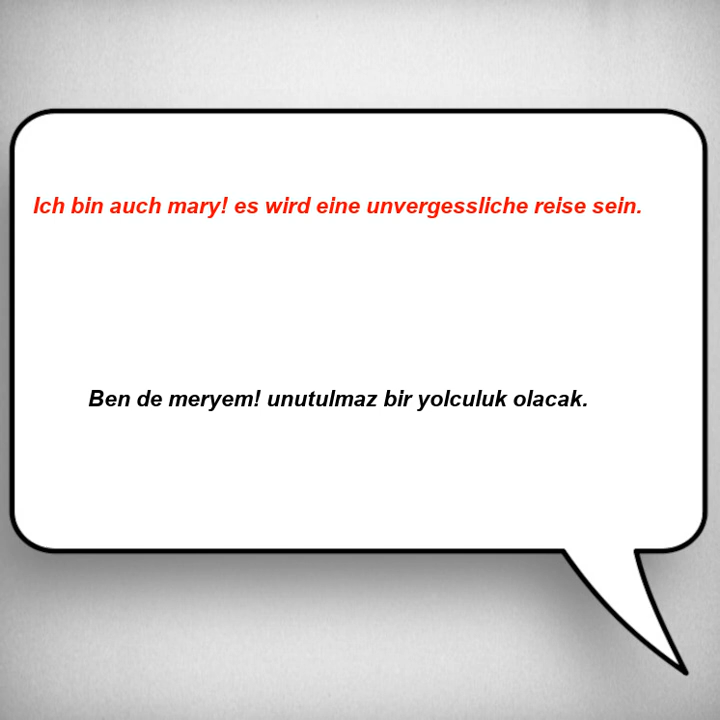 Ich bin auch mary! es wird eine unvergessliche reise sein.
Ben de meryem! unutulmaz bir yolculuk olacak.